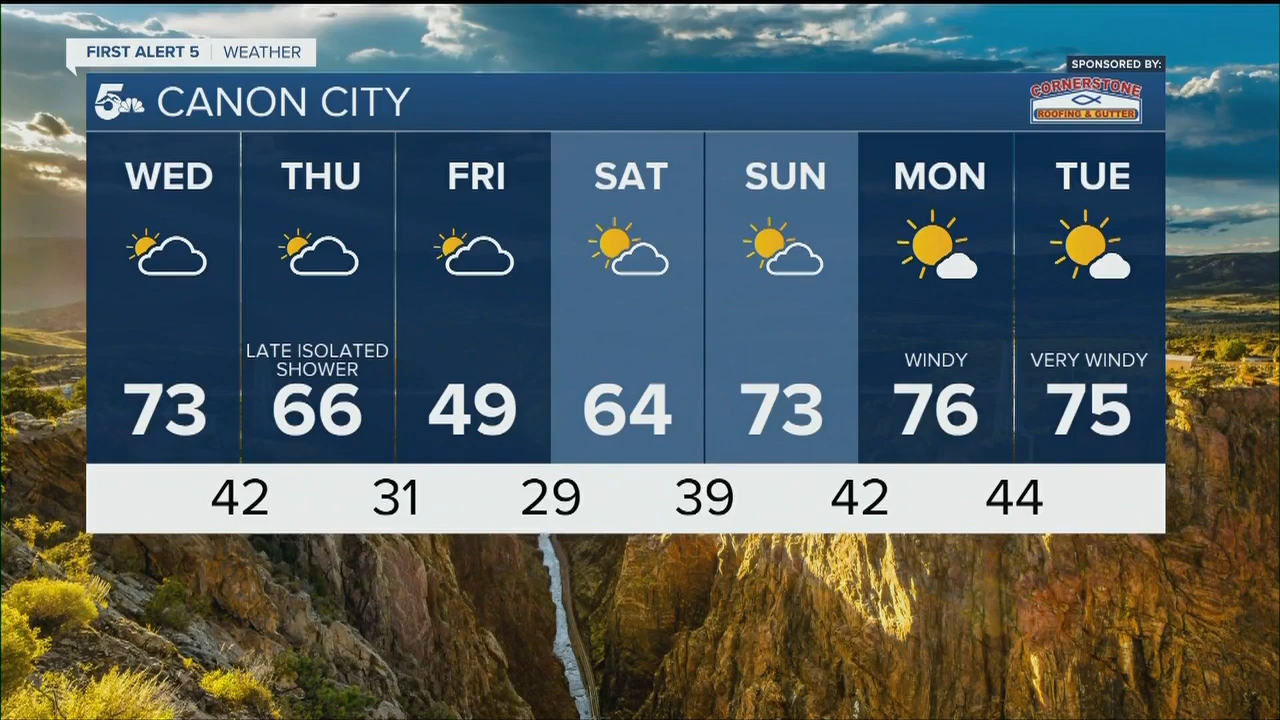 FIRST ALERT 5 | WEATHER
SPONSORED BY:
5 CANON CITY
CORNERSTONE
ROOFING & GUTTER
WED THU FRI SAT SUN MON TUE
LATE ISOLATED
SHOWER
WINDY VERY WINDY
73 66 49 64 73 76 75
42 31 29 39 42 44